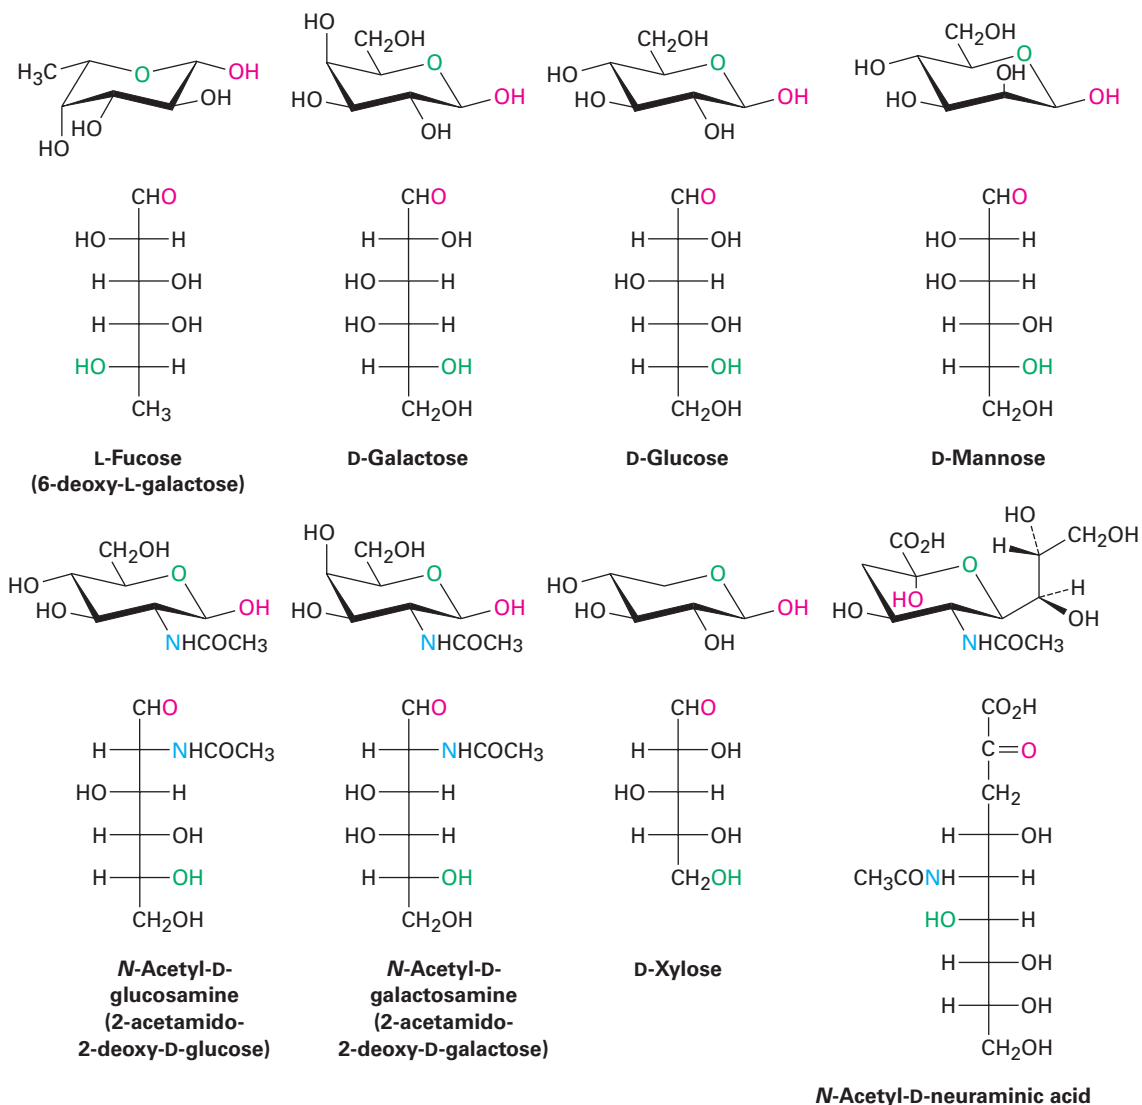 H₃C O OH OH HO HO
HO CH₂OH O HO OH OH
CH₂OH O HO HO OH OH
CH₂OH O HO OH HO OH
CHO
HO H
H OH
H OH
HO H
CH₃
L-Fucose
(6-deoxy-L-galactose)
CHO
H OH
HO H
HO H
H OH
CH₂OH
D-Galactose
CHO
H OH
HO H
H OH
H OH
CH₂OH
D-Glucose
CHO
HO H
HO H
H OH
H OH
CH₂OH
D-Mannose
CH₂OH O HO HO OH NHCOCH₃
HO CH₂OH O HO OH NHCOCH₃
O HO HO OH OH
HO CH₂OH CO₂H H O HO H HO OH NHCOCH₃
CHO
H NHCOCH₃
HO H
H OH
H OH
CH₂OH
N-Acetyl-D-
glucosamine
(2-acetamido-
2-deoxy-D-glucose)
CHO
H NHCOCH₃
HO H
HO H
H OH
CH₂OH
N-Acetyl-D-
galactosamine
(2-acetamido-
2-deoxy-D-galactose)
CHO
H OH
HO H
H OH
CH₂OH
D-Xylose
CO₂H
C=O
CH₂
H OH
CH₃CONH H
HO H
H OH
H OH
CH₂OH
N-Acetyl-D-neuraminic acid